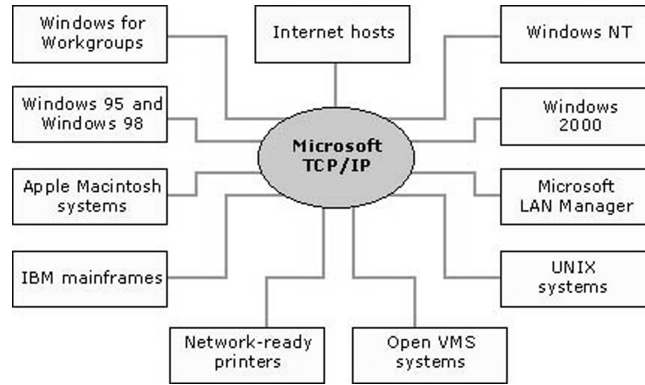 Windows for
Workgroups
Internet hosts
Windows NT
Windows 95 and
Windows 98
Microsoft
TCP/IP
Windows
2000
Apple Macintosh
systems
Microsoft
LAN Manager
IBM mainframes
UNIX
systems
Network-ready
printers
Open VMS
systems